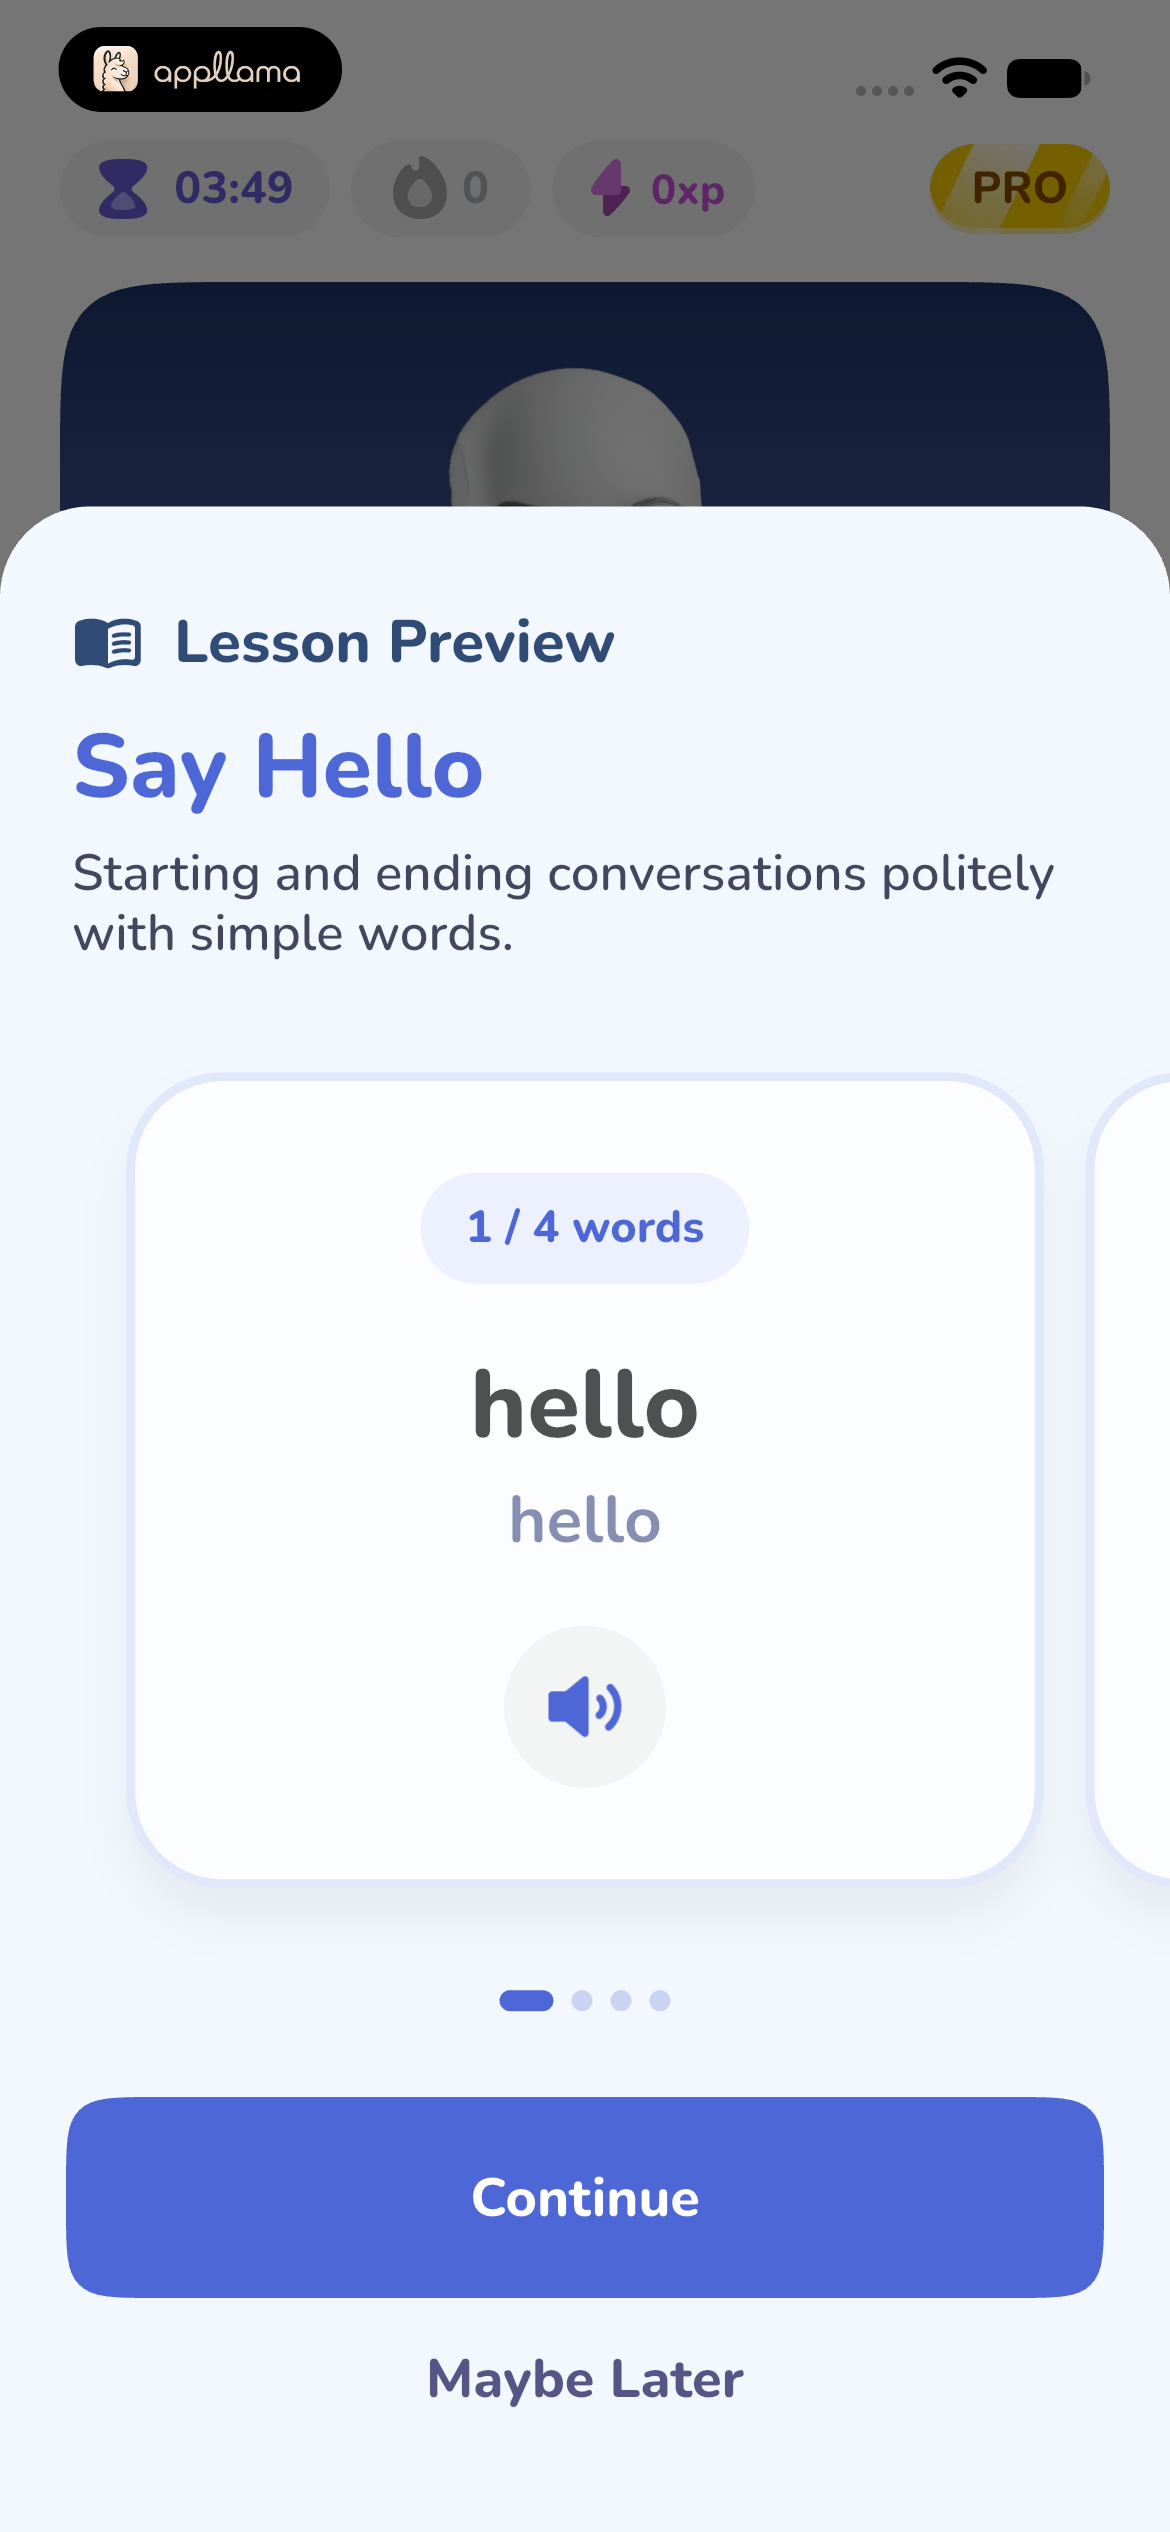 appllama
03:49
0
0xp
PRO
Lesson Preview
Say Hello
Starting and ending conversations politely
with simple words.
1 / 4 words
hello
hello
Continue
Maybe Later